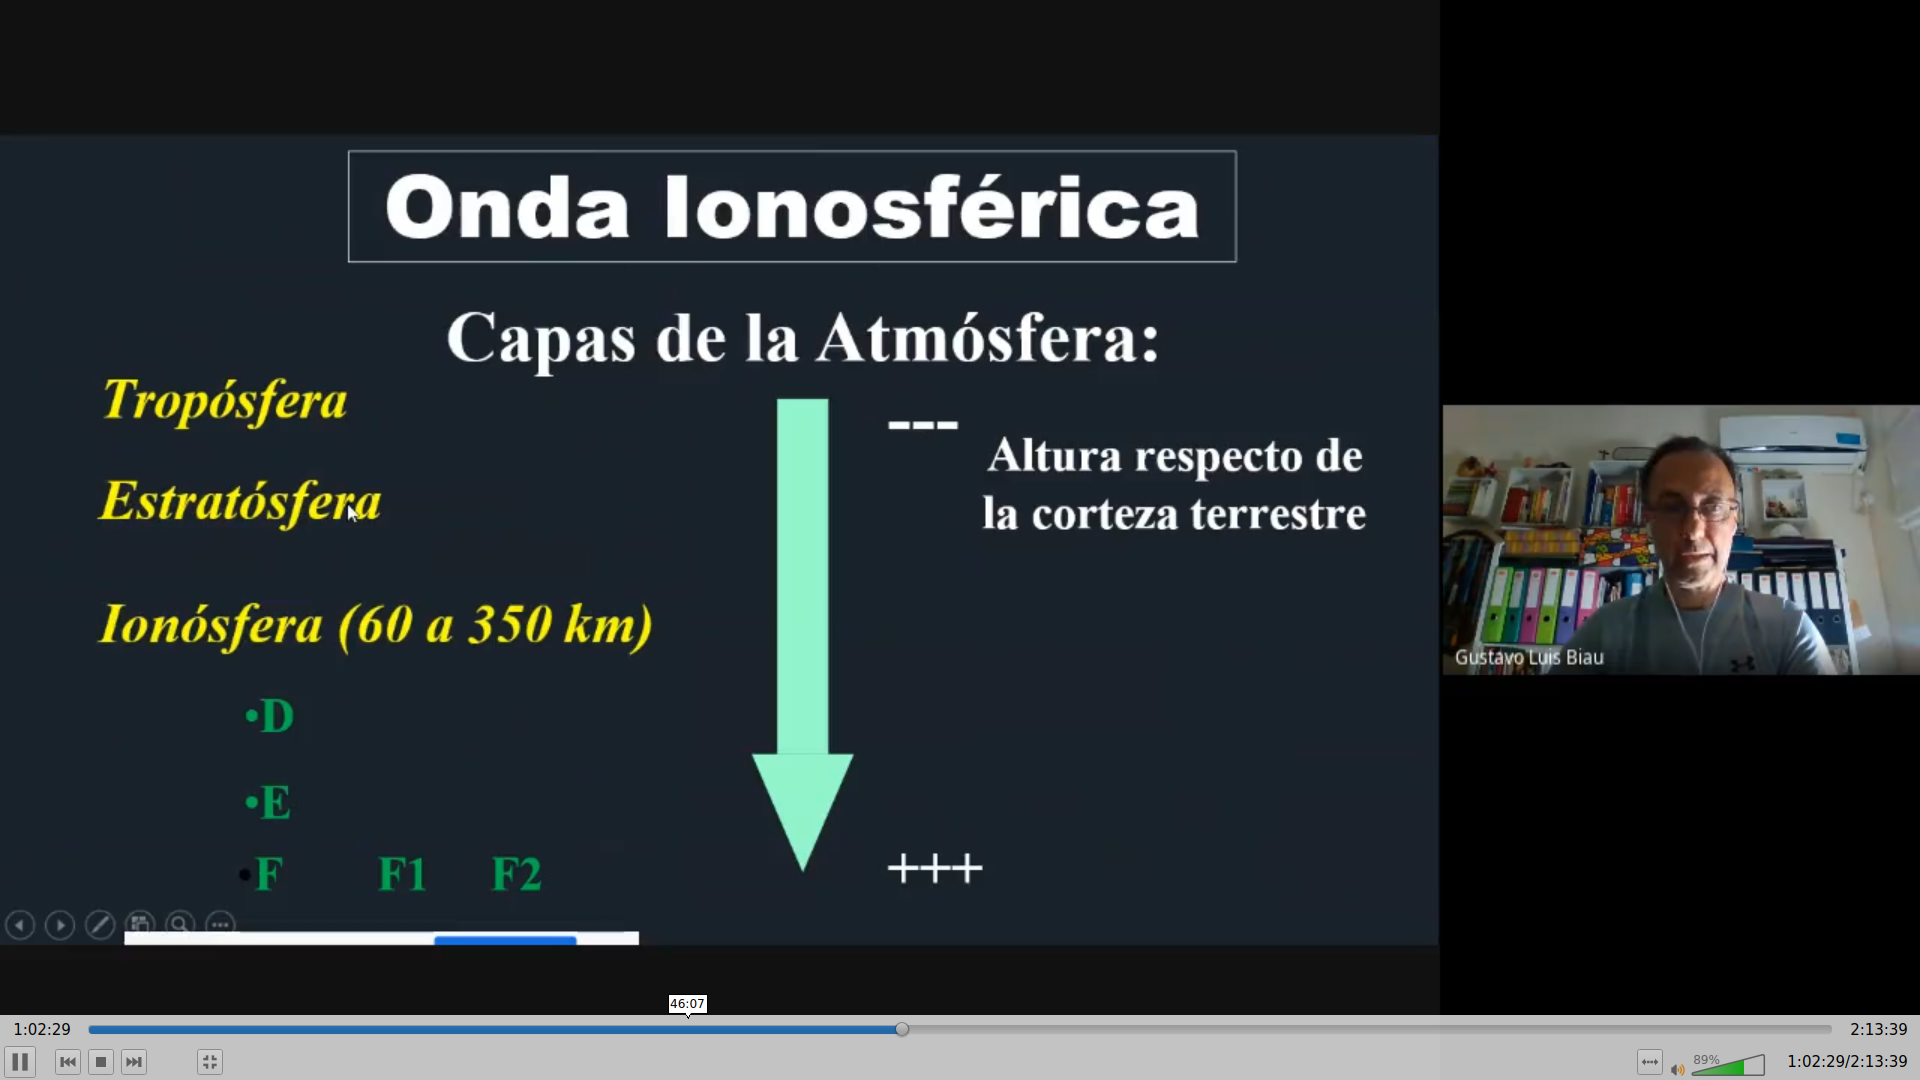 Onda Ionosférica
Capas de la Atmósfera:
Tropósfera
Estratósfera
Ionósfera (60 a 350 km)
•D
•E
•F F1 F2
---
Altura respecto de
la corteza terrestre
+++
Gustavo Luis Biau
46:07
1:02:29
2:13:39
89%
1:02:29/2:13:39